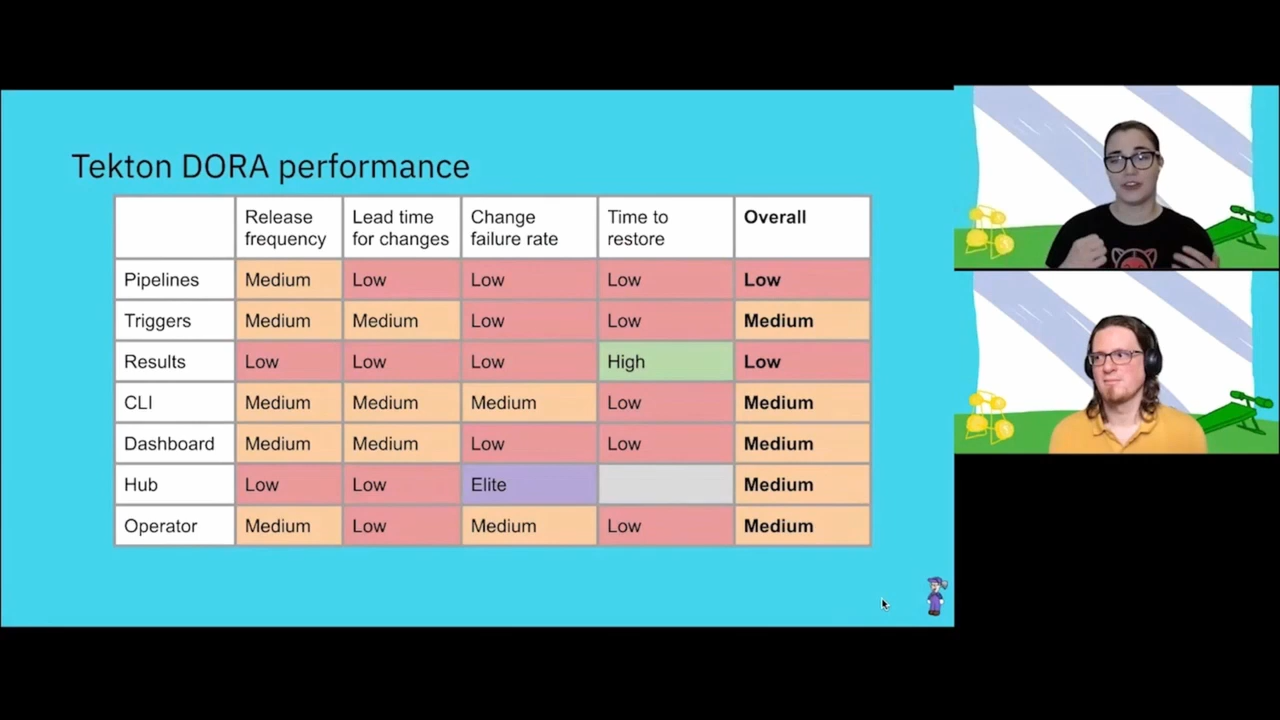 Tekton DORA performance
Release frequency Lead time for changes Change failure rate Time to restore Overall
Pipelines Medium Low Low Low Low
Triggers Medium Medium Low Low Medium
Results Low Low Low High Low
CLI Medium Medium Medium Low Medium
Dashboard Medium Medium Low Low Medium
Hub Low Low Elite Medium
Operator Medium Low Medium Low Medium